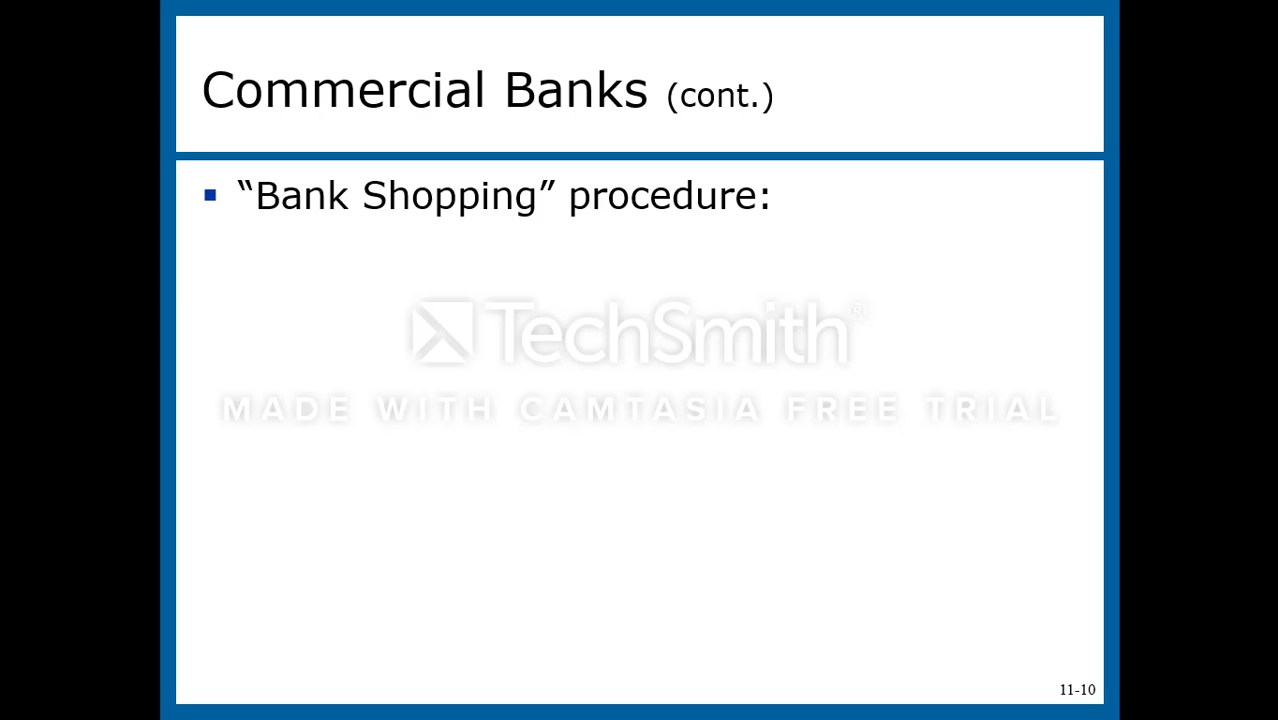 Commercial Banks (cont.)
“Bank Shopping” procedure:
TechSmith®
MADE WITH CAMTASIA FREE TRIAL
11-10